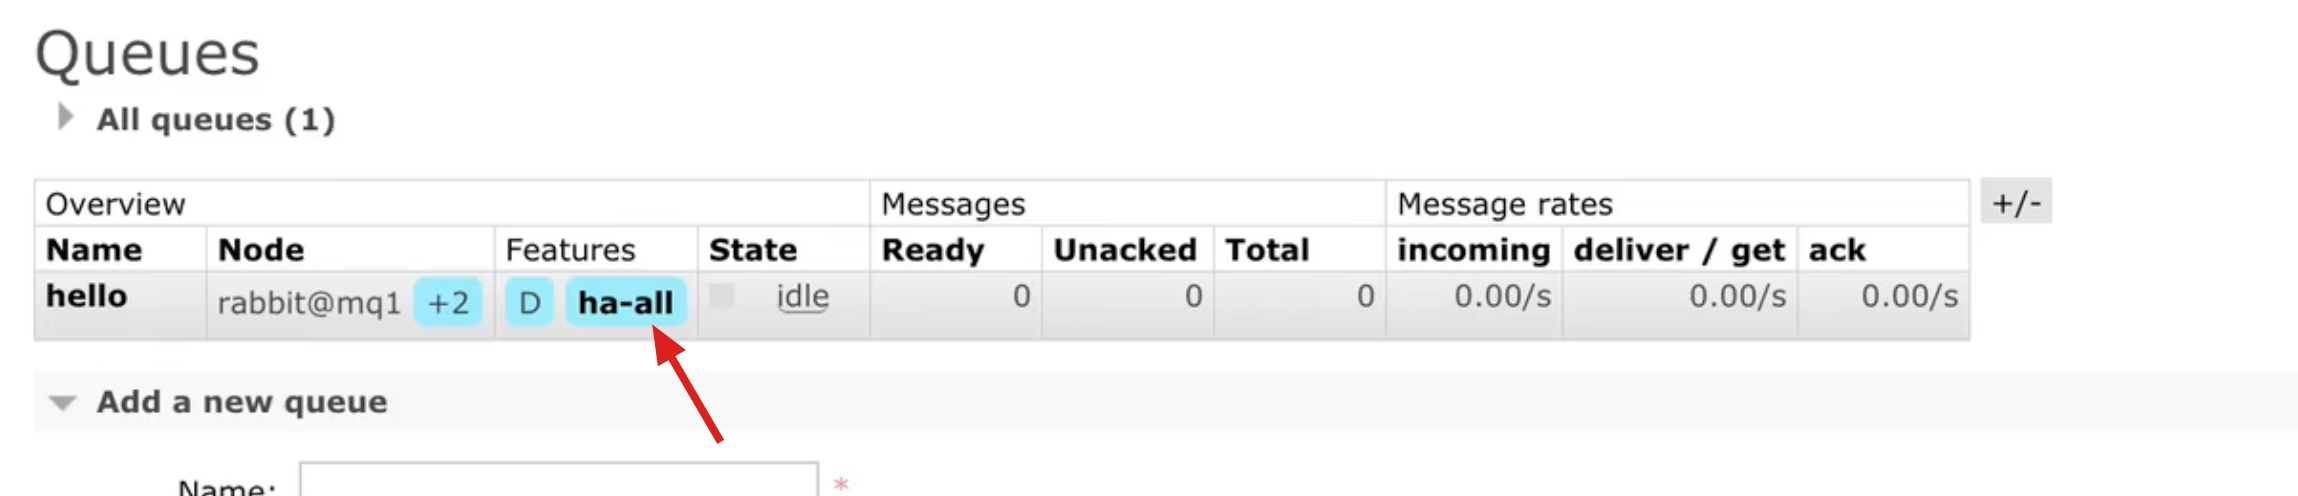 Queues
All queues (1)
Overview Messages Message rates +/-
Name Node Features State Ready Unacked Total incoming deliver / get ack
hello rabbit@mq1 +2 D ha-all idle 0 0 0 0.00/s 0.00/s 0.00/s
Add a new queue
Name: *